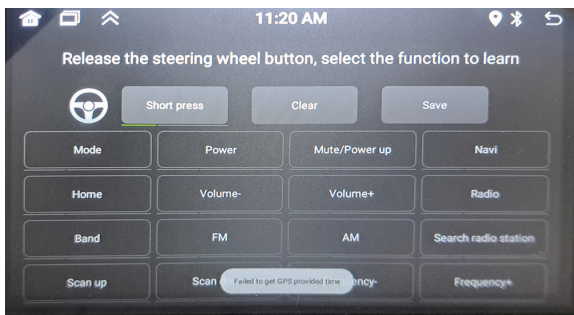 11:20 AM
Release the steering wheel button, select the function to learn
Short press Clear Save
Mode Power Mute/Power up Navi
Home Volume- Volume+ Radio
Band FM AM Search radio station
Scan up Scan Failed to get GPS provided time ency- Frequency+